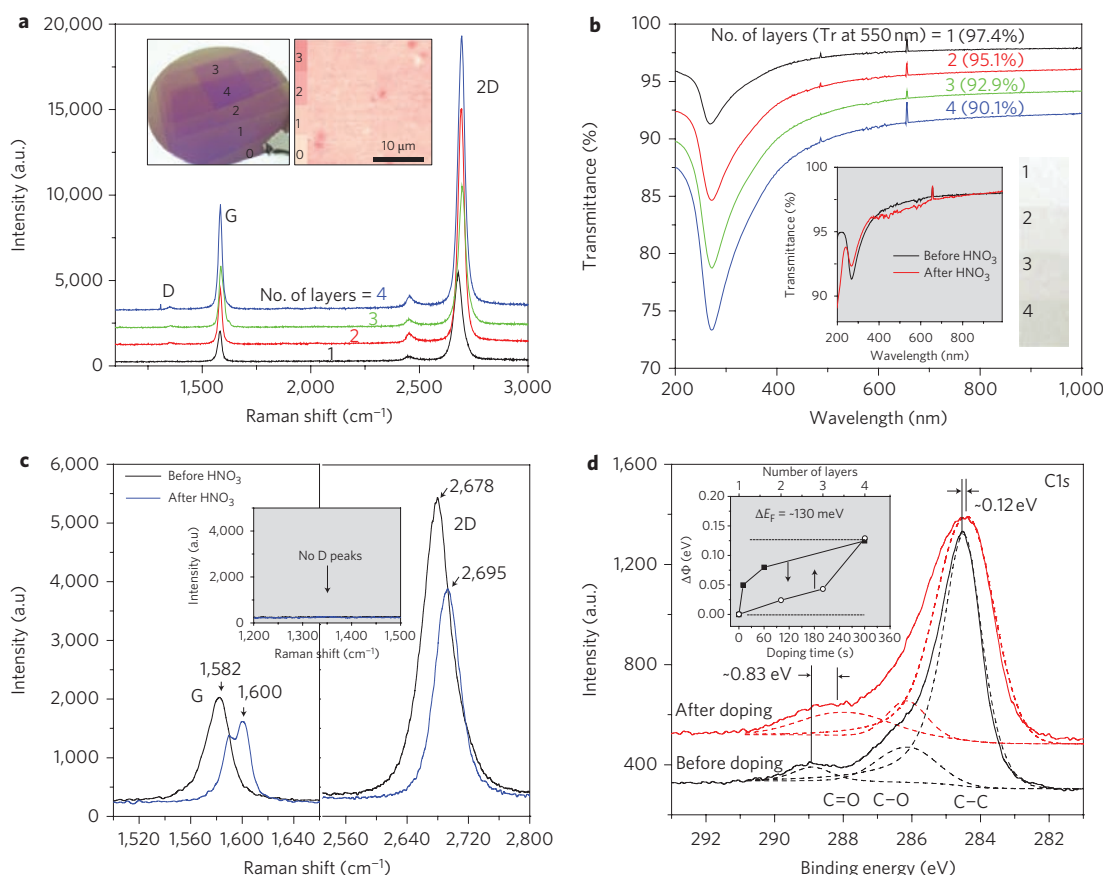 a
20,000
15,000
10,000
5,000
0
Intensity (a.u.)
3
4
2
1
0
3
2
1
0
10 μm
2D
G
D
No. of layers = 4
3
2
1
1,500
2,000
2,500
3,000
Raman shift (cm⁻¹)
b
100
95
90
85
80
75
70
Transmittance (%)
No. of layers (Tr at 550 nm) = 1 (97.4%)
2 (95.1%)
3 (92.9%)
4 (90.1%)
100
95
90
Transmittance (%)
Before HNO₃
After HNO₃
200
400
600
800
Wavelength (nm)
1
2
3
4
200
400
600
800
1,000
Wavelength (nm)
c
6,000
5,000
4,000
3,000
2,000
1,000
0
Intensity (a.u)
Before HNO₃
After HNO₃
2,678
2D
2,695
4,000
2,000
0
Intensity (a.u)
No D peaks
1,200
1,300
1,400
1,500
Raman shift (cm⁻¹)
1,582
G
1,600
1,520
1,560
1,600
1,640
2,560
2,640
2,720
2,800
Raman shift (cm⁻¹)
d
1,600
1,200
800
400
Intensity (a.u.)
Number of layers
1
2
3
4
0.20
0.15
0.10
0.05
0.00
ΔΦ (eV)
ΔE_F = ~130 meV
0
60
120
180
240
300
360
Doping time (s)
C1s
~0.12 eV
~0.83 eV
After doping
Before doping
C=O
C–O
C–C
292
290
288
286
284
282
Binding energy (eV)